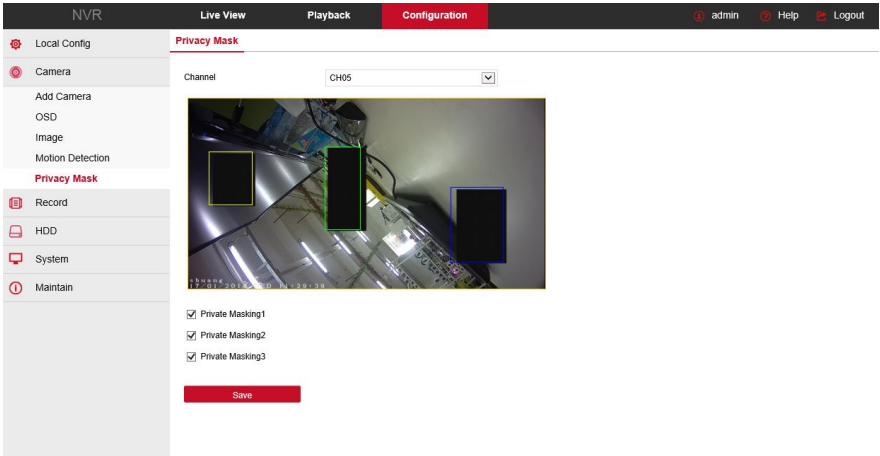 NVR
Live View
Playback
Configuration
admin
Help
Logout
Local Config
Camera
Add Camera
OSD
Image
Motion Detection
Privacy Mask
Record
HDD
System
Maintain
Privacy Mask
Channel
CH05
Private Masking1
Private Masking2
Private Masking3
Save